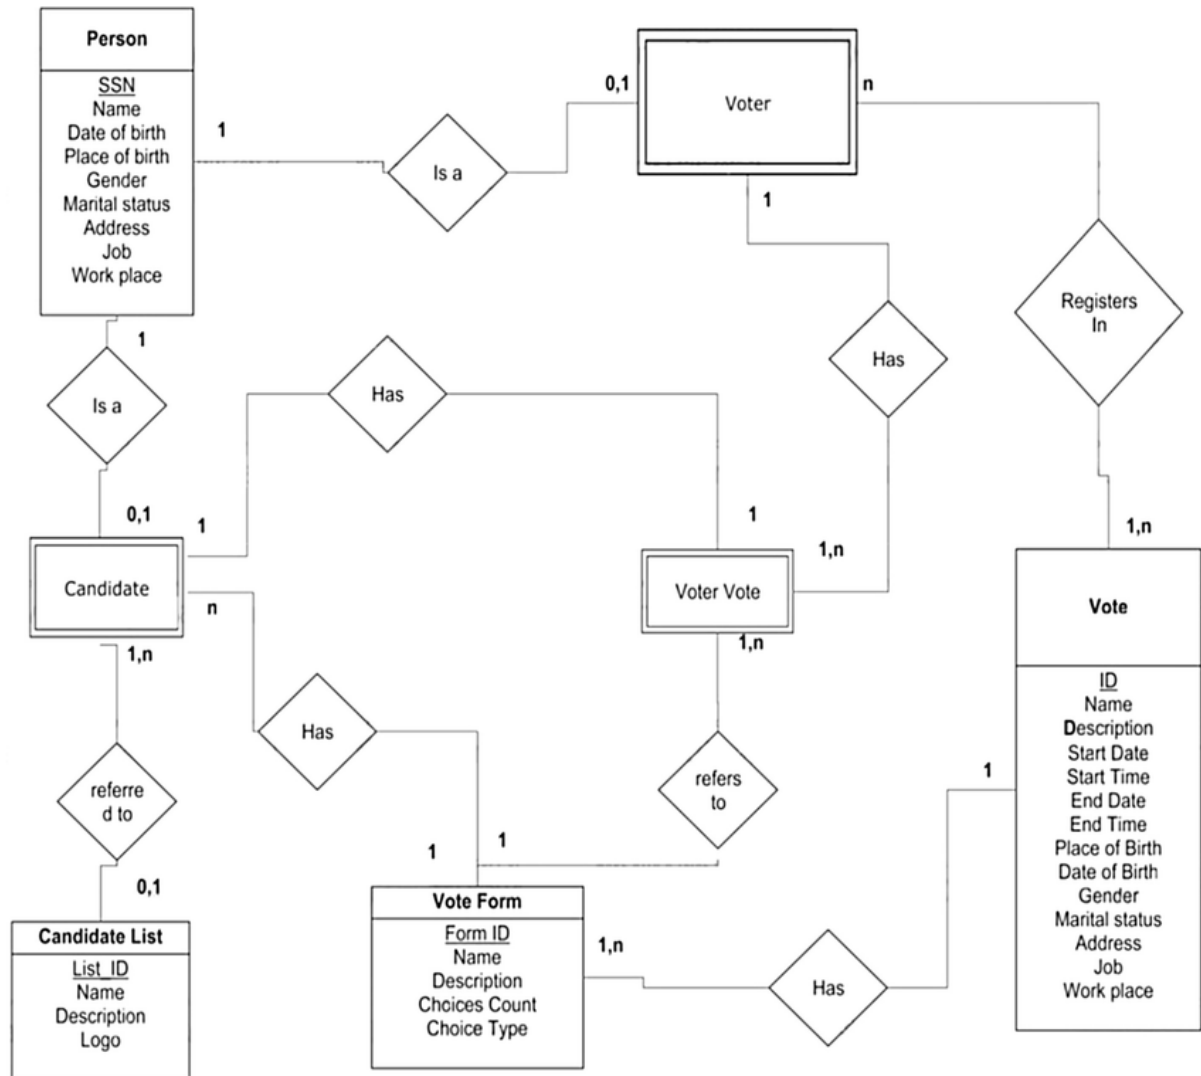 Person
SSN
Name
Date of birth
Place of birth
Gender
Marital status
Address
Job
Work place
1
Is a
0,1
Voter
n
1
Registers
In
1
Is a
Has
Has
0,1
1
1
1,n
1,n
Candidate
n
1,n
Voter Vote
1,n
Vote
ID
Name
Description
Start Date
Start Time
End Date
End Time
Place of Birth
Date of Birth
Gender
Marital status
Address
Job
Work place
Has
referre
d to
refers
to
1
1
1
0,1
Candidate List
List_ID
Name
Description
Logo
Vote Form
Form ID
Name
Description
Choices Count
Choice Type
1,n
Has